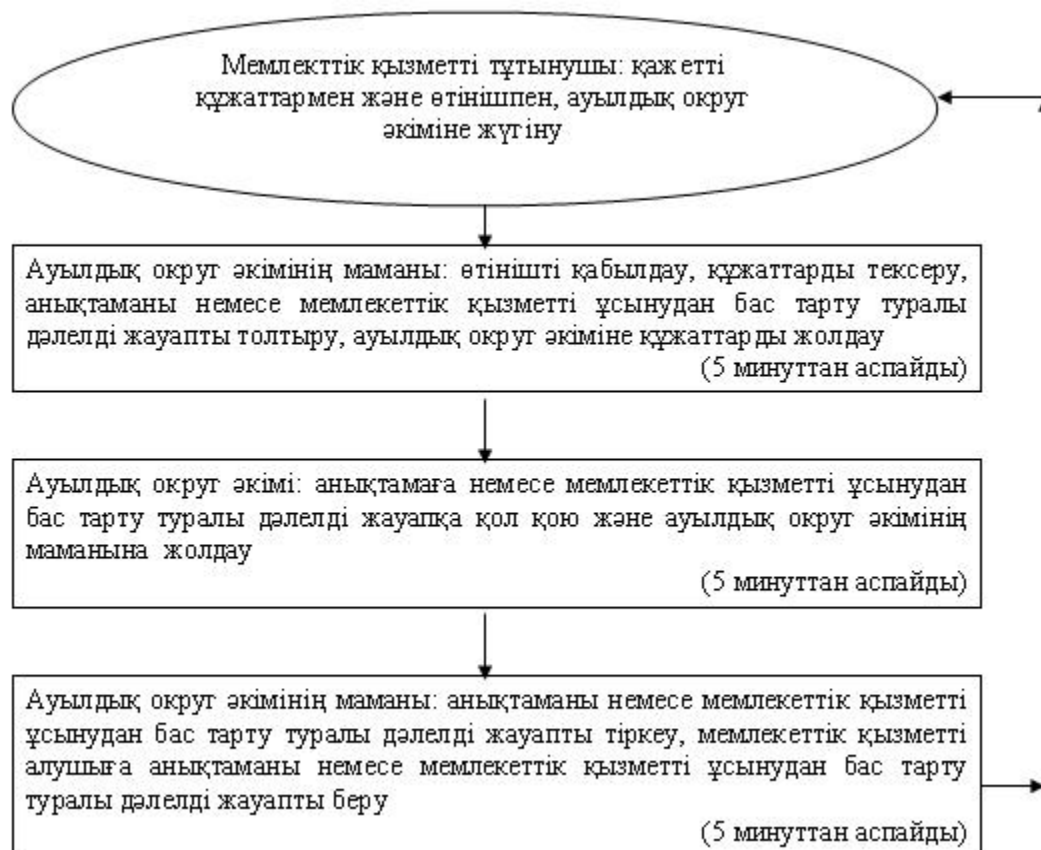 Мемлекттік қызметті тұтынушы: қажетті
құжаттармен және өтінішпен, ауылдық округ
әкіміне жүгіну
Ауылдық округ әкімінің маманы: өтінішті қабылдау, құжаттарды тексеру,
анықтаманы немесе мемлекеттік қызметті ұсынудан бас тарту туралы
дәлелді жауапты толтыру, ауылдық округ әкіміне құжаттарды жолдау
(5 минуттан аспайды)
Ауылдық округ әкімі: анықтамаға немесе мемлекеттік қызметті ұсынудан
бас тарту туралы дәлелді жауапқа қол қою және ауылдық округ әкімінің
маманына жолдау
(5 минуттан аспайды)
Ауылдық округ әкімінің маманы: анықтаманы немесе мемлекеттік қызметті
ұсынудан бас тарту туралы дәлелді жауапты тіркеу, мемлекеттік қызметті
алушыға анықтаманы немесе мемлекеттік қызметті ұсынудан бас тарту
туралы дәлелді жауапты беру
(5 минуттан аспайды)